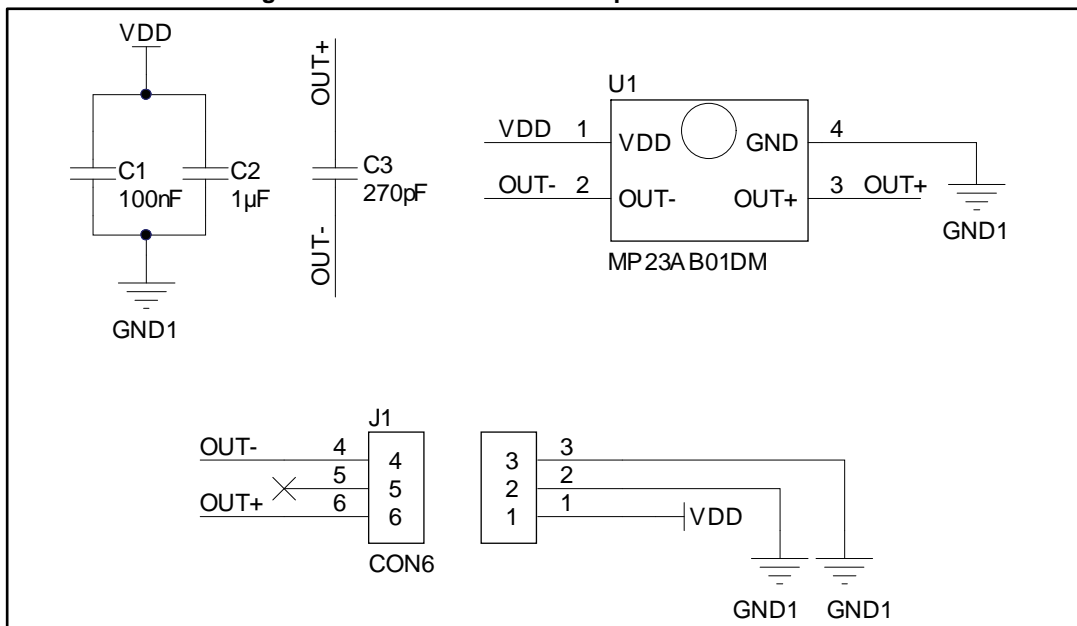 VDD
C1
100nF
C2
1µF
GND1
OUT+
C3
270pF
OUT-
U1
VDD 1 VDD GND 4
OUT- 2 OUT- OUT+ 3 OUT+
GND1
MP23AB01DM
J1
OUT- 4 4
5 5
OUT+ 6 6
CON6
3 3
2 2
1 1 VDD
GND1 GND1